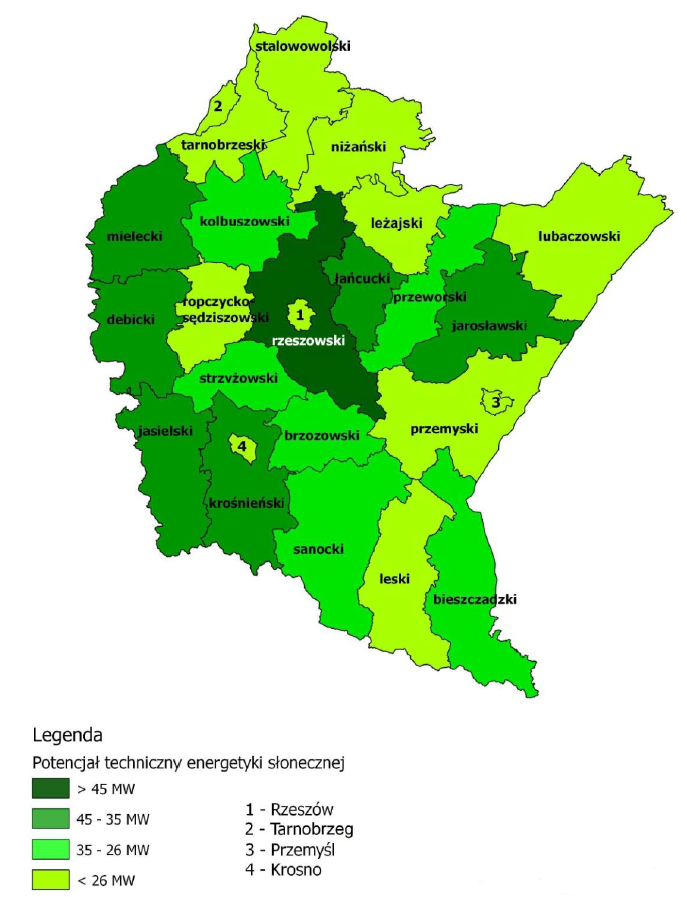 stalowowolski
2
tarnobrzeski
niżański
kolbuszowski
leżajski
mielecki
lubaczowski
łańcucki
przeworski
ropczycko-
sędziszowski
debicki
1
rzeszowski
jarosławski
strzyżowski
3
jasielski
brzozowski
przemyski
4
krośnieński
sanocki
leski
bieszczadzki
Legenda
Potencjał techniczny energetyki słonecznej
> 45 MW
45 - 35 MW
35 - 26 MW
< 26 MW
1 - Rzeszów
2 - Tarnobrzeg
3 - Przemyśl
4 - Krosno